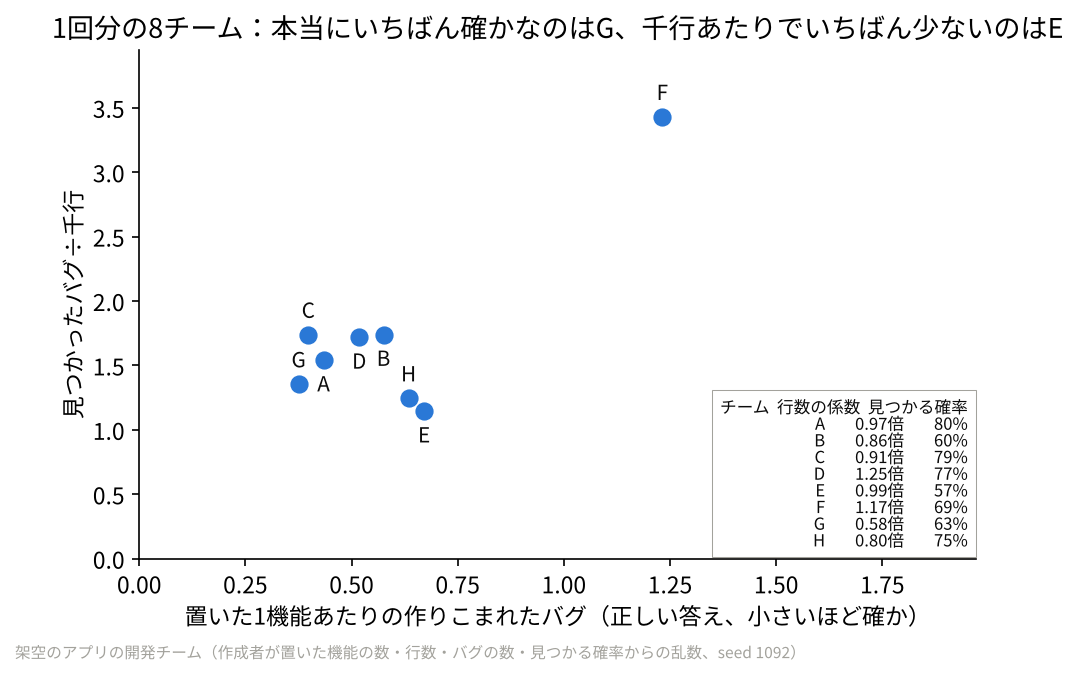 1回分の8チーム：本当にいちばん確かなのはG、千行あたりでいちばん少ないのはE
見つかったバグ÷千行
3.5
3.0
2.5
2.0
1.5
1.0
0.5
0.0
F
C
G
A
D
B
H
E
チーム 行数の係数 見つかる確率
A 0.97倍 80%
B 0.86倍 60%
C 0.91倍 79%
D 1.25倍 77%
E 0.99倍 57%
F 1.17倍 69%
G 0.58倍 63%
H 0.80倍 75%
0.00 0.25 0.50 0.75 1.00 1.25 1.50 1.75
置いた1機能あたりの作りこまれたバグ（正しい答え、小さいほど確か）
架空のアプリの開発チーム（作成者が置いた機能の数・行数・バグの数・見つかる確率からの乱数、seed 1092）